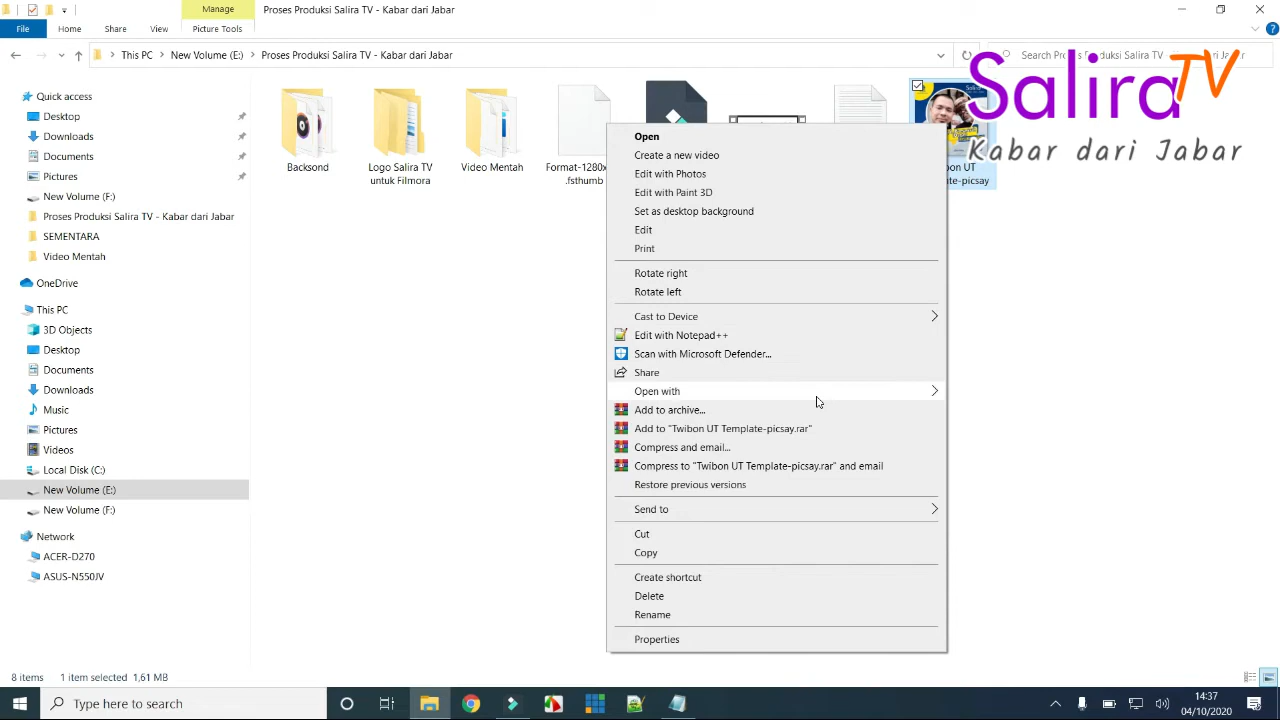 Manage
Proses Produksi Salira TV - Kabar dari Jabar
File
Home
Share
View
Picture Tools
This PC
New Volume (E:)
Proses Produksi Salira TV - Kabar dari Jabar
Search
Salira TV
Kabar dari Jabar
Quick access
Desktop
Downloads
Documents
Pictures
New Volume (F:)
Proses Produksi Salira TV - Kabar dari Jabar
SEMENTARA
Video Mentah
OneDrive
This PC
3D Objects
Desktop
Documents
Downloads
Music
Pictures
Videos
Local Disk (C:)
New Volume (E:)
New Volume (F:)
Network
ACER-D270
ASUS-N550JV
Backsond
Logo Salira TV
untuk Filmora
Video Mentah
Format-1280x
.fsthumb
UT
te-picsay
Open
Create a new video
Edit with Photos
Edit with Paint 3D
Set as desktop background
Edit
Print
Rotate right
Rotate left
Cast to Device
Edit with Notepad++
Scan with Microsoft Defender...
Share
Open with
Add to archive...
Add to "Twibon UT Template-picsay.rar"
Compress and email...
Compress to "Twibon UT Template-picsay.rar" and email
Restore previous versions
Send to
Cut
Copy
Create shortcut
Delete
Rename
Properties
8 items
1 item selected 1,61 MB
Type here to search
14:37
04/10/2020